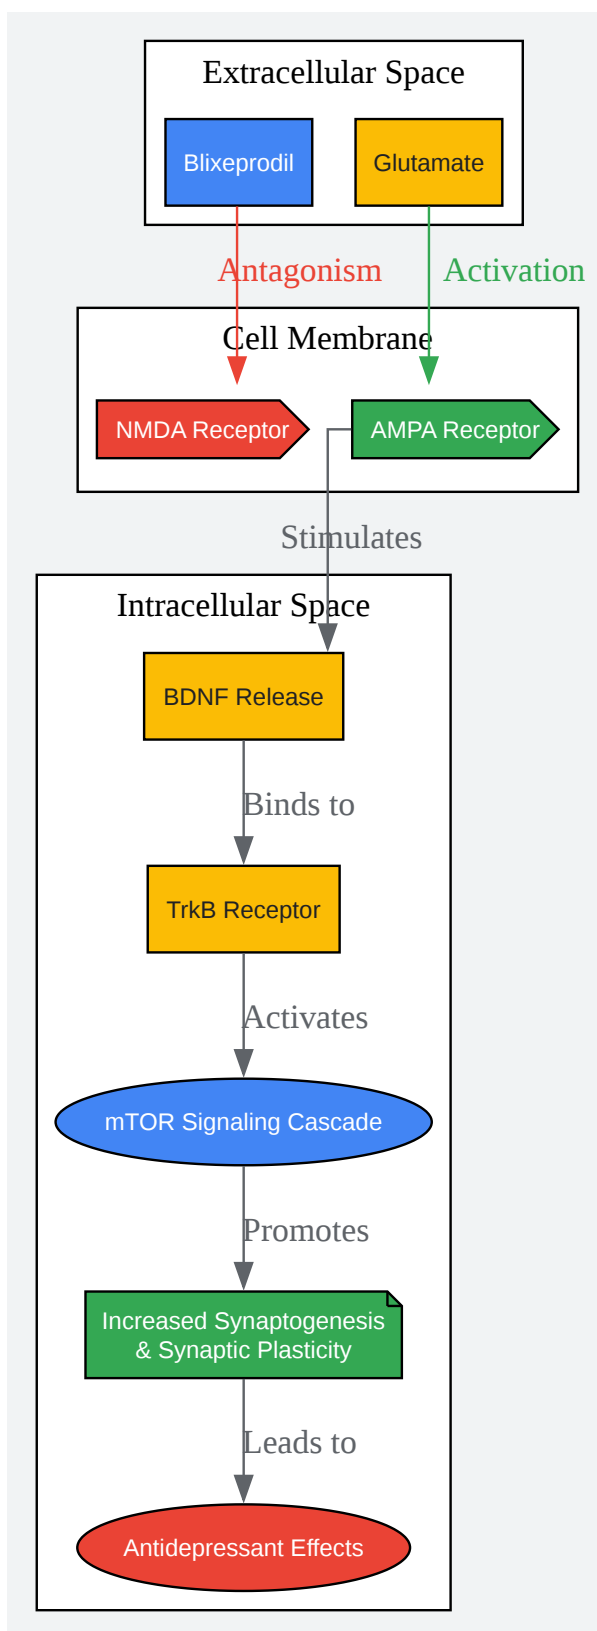 Extracellular Space
Blixeprodil
Glutamate
Antagonism
Activation
Cell Membrane
NMDA Receptor
AMPA Receptor
Stimulates
Intracellular Space
BDNF Release
Binds to
TrkB Receptor
Activates
mTOR Signaling Cascade
Promotes
Increased Synaptogenesis
& Synaptic Plasticity
Leads to
Antidepressant Effects